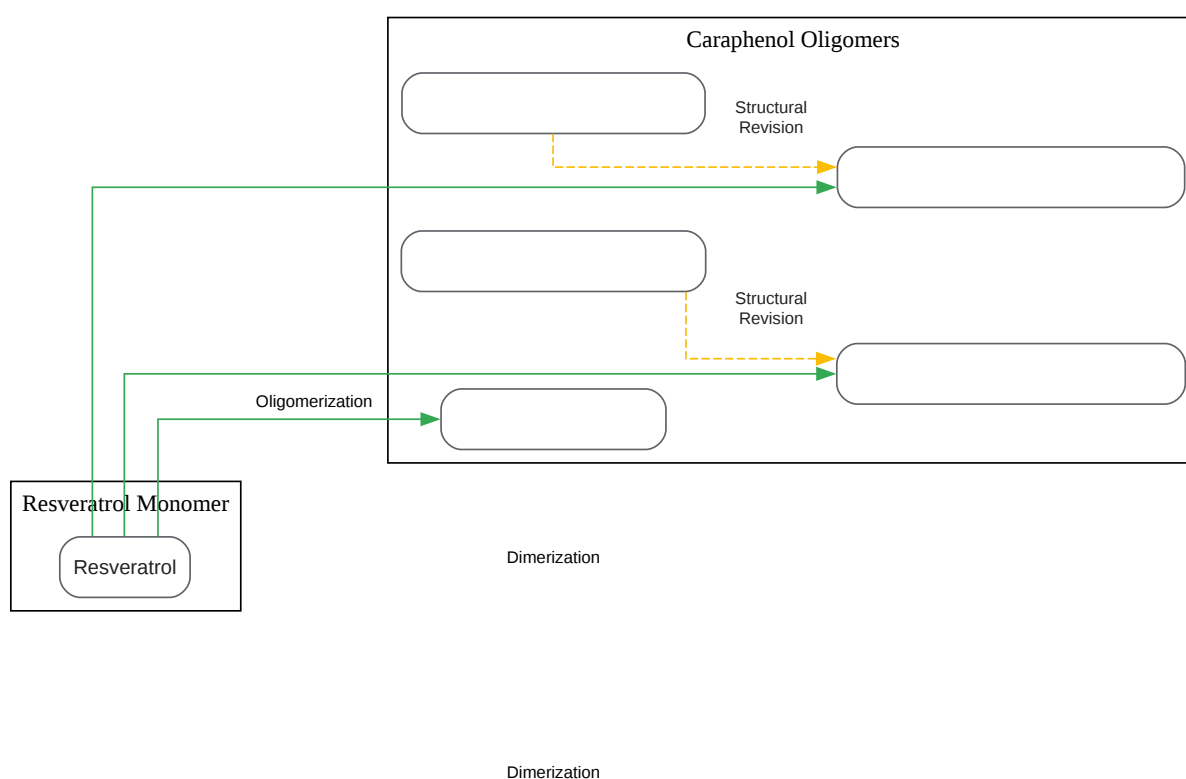 Caraphenol Oligomers
Structural
Revision
Structural
Revision
Oligomerization
Resveratrol Monomer
Resveratrol
Dimerization
Dimerization